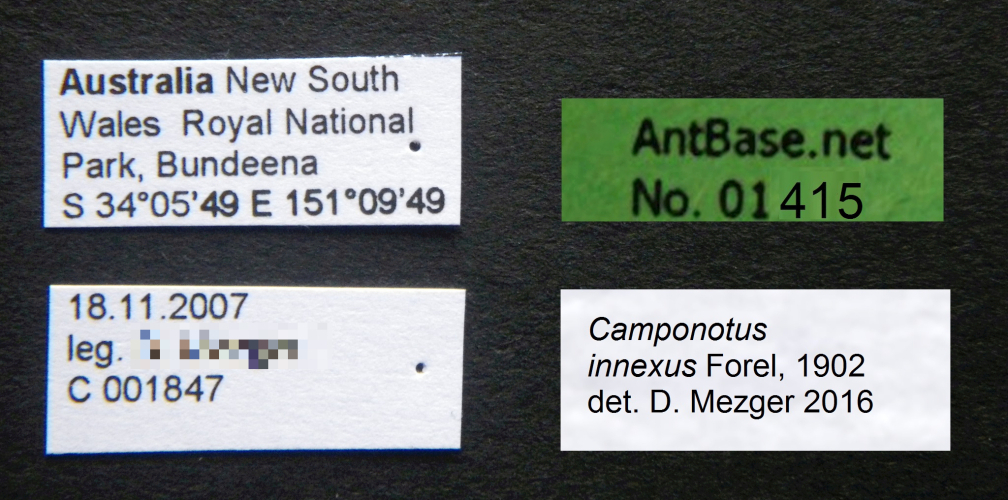 Australia New South
Wales Royal National
Park, Bundeena
S 34°05'49 E 151°09'49
18.11.2007
leg.
C 001847
AntBase.net
No. 01415
Camponotus
innexus Forel, 1902
det. D. Mezger 2016